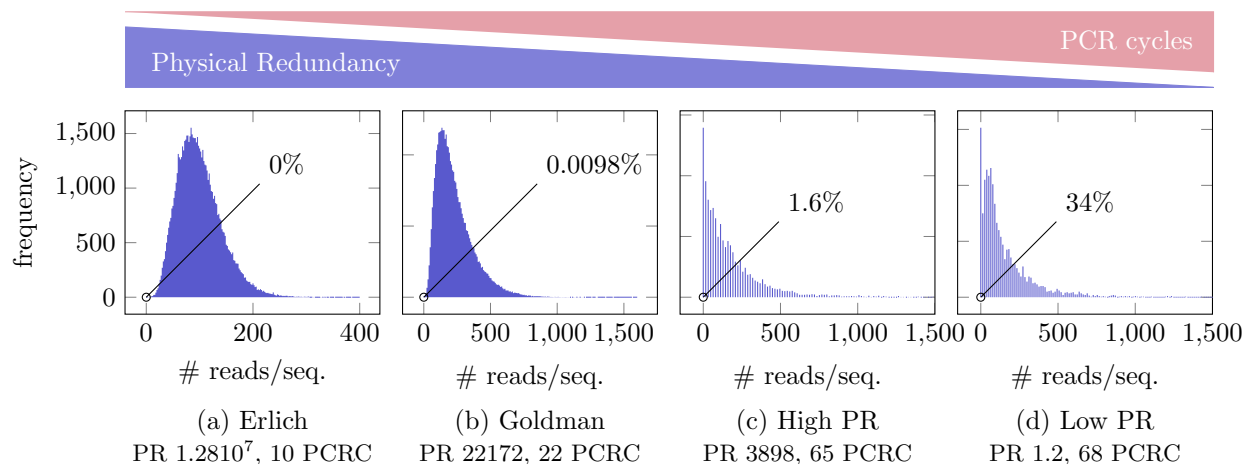 PCR cycles
Physical Redundancy
frequency
1,500
1,000
500
0
0%
0.0098%
1.6%
34%
0 200 400
0 500 1,000 1,500
0 500 1,000 1,500
0 500 1,000 1,500
# reads/seq. # reads/seq. # reads/seq. # reads/seq.
(a) Erlich (b) Goldman (c) High PR (d) Low PR
PR 1.2810⁷, 10 PCRC PR 22172, 22 PCRC PR 3898, 65 PCRC PR 1.2, 68 PCRC